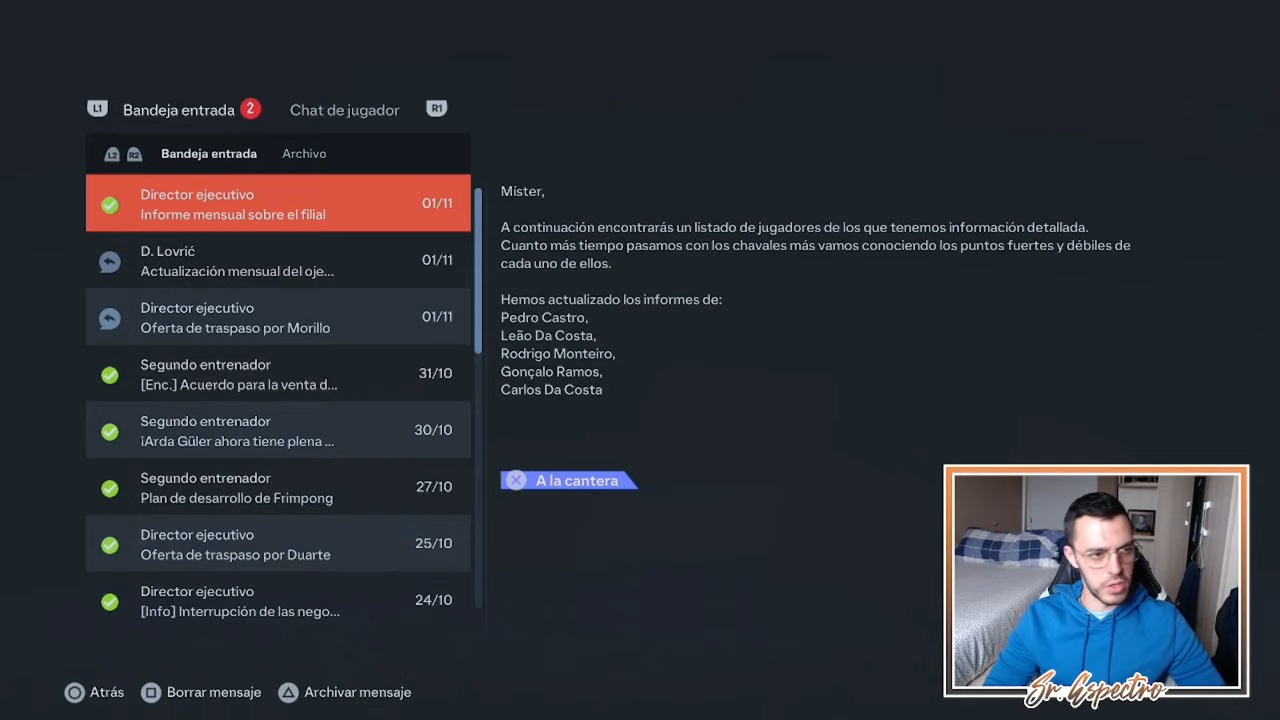 L1 Bandeja entrada 2 Chat de jugador R1
L2 R2 Bandeja entrada Archivo
Director ejecutivo
Informe mensual sobre el filial
01/11
D. Lovrić
Actualización mensual del oje...
01/11
Director ejecutivo
Oferta de traspaso por Morillo
01/11
Segundo entrenador
[Enc.] Acuerdo para la venta d...
31/10
Segundo entrenador
¡Arda Güler ahora tiene plena ...
30/10
Segundo entrenador
Plan de desarrollo de Frimpong
27/10
Director ejecutivo
Oferta de traspaso por Duarte
25/10
Director ejecutivo
[Info] Interrupción de las nego...
24/10
Míster,
A continuación encontrarás un listado de jugadores de los que tenemos información detallada.
Cuanto más tiempo pasamos con los chavales más vamos conociendo los puntos fuertes y débiles de
cada uno de ellos.
Hemos actualizado los informes de:
Pedro Castro,
Leão Da Costa,
Rodrigo Monteiro,
Gonçalo Ramos,
Carlos Da Costa
A la cantera
Sr. Espectro
Atrás Borrar mensaje Archivar mensaje